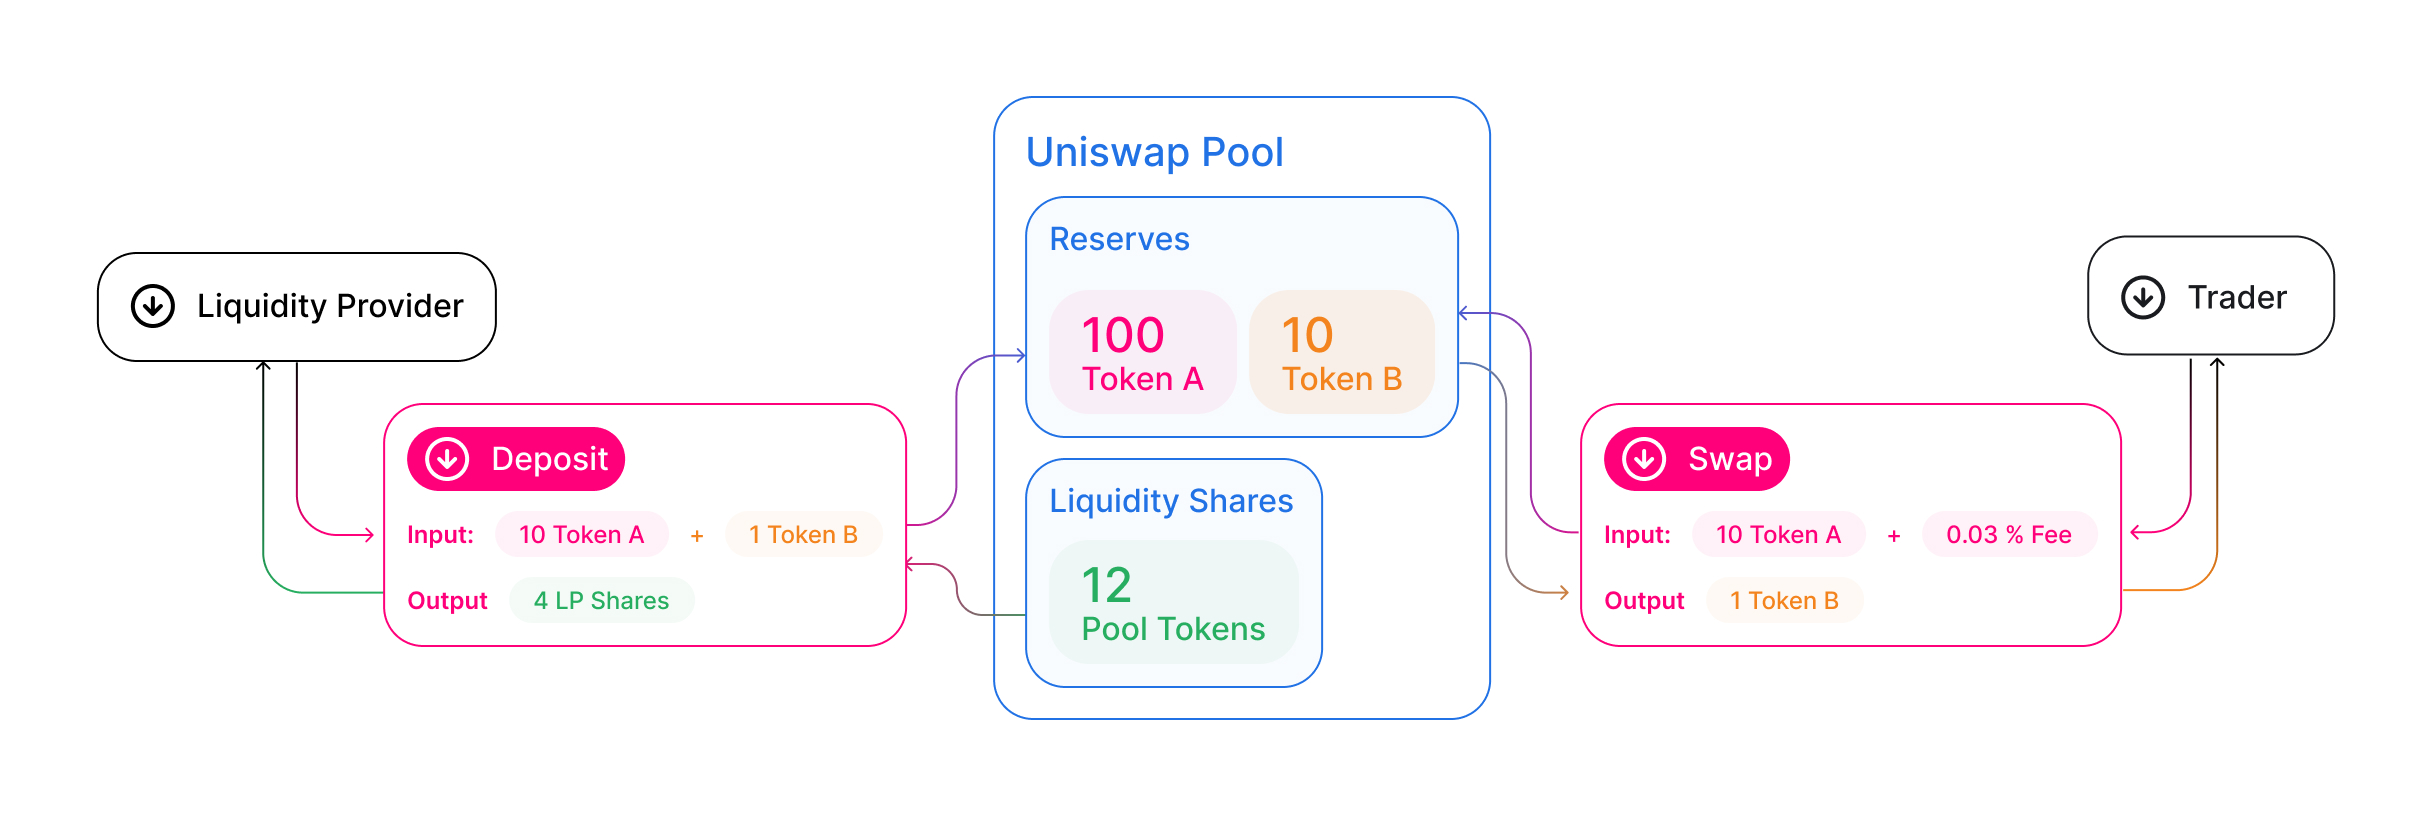 Uniswap Pool
Reserves
100
Token A
10
Token B
Liquidity Shares
12
Pool Tokens
Liquidity Provider
Deposit
Input: 10 Token A + 1 Token B
Output 4 LP Shares
Trader
Swap
Input: 10 Token A + 0.03 % Fee
Output 1 Token B